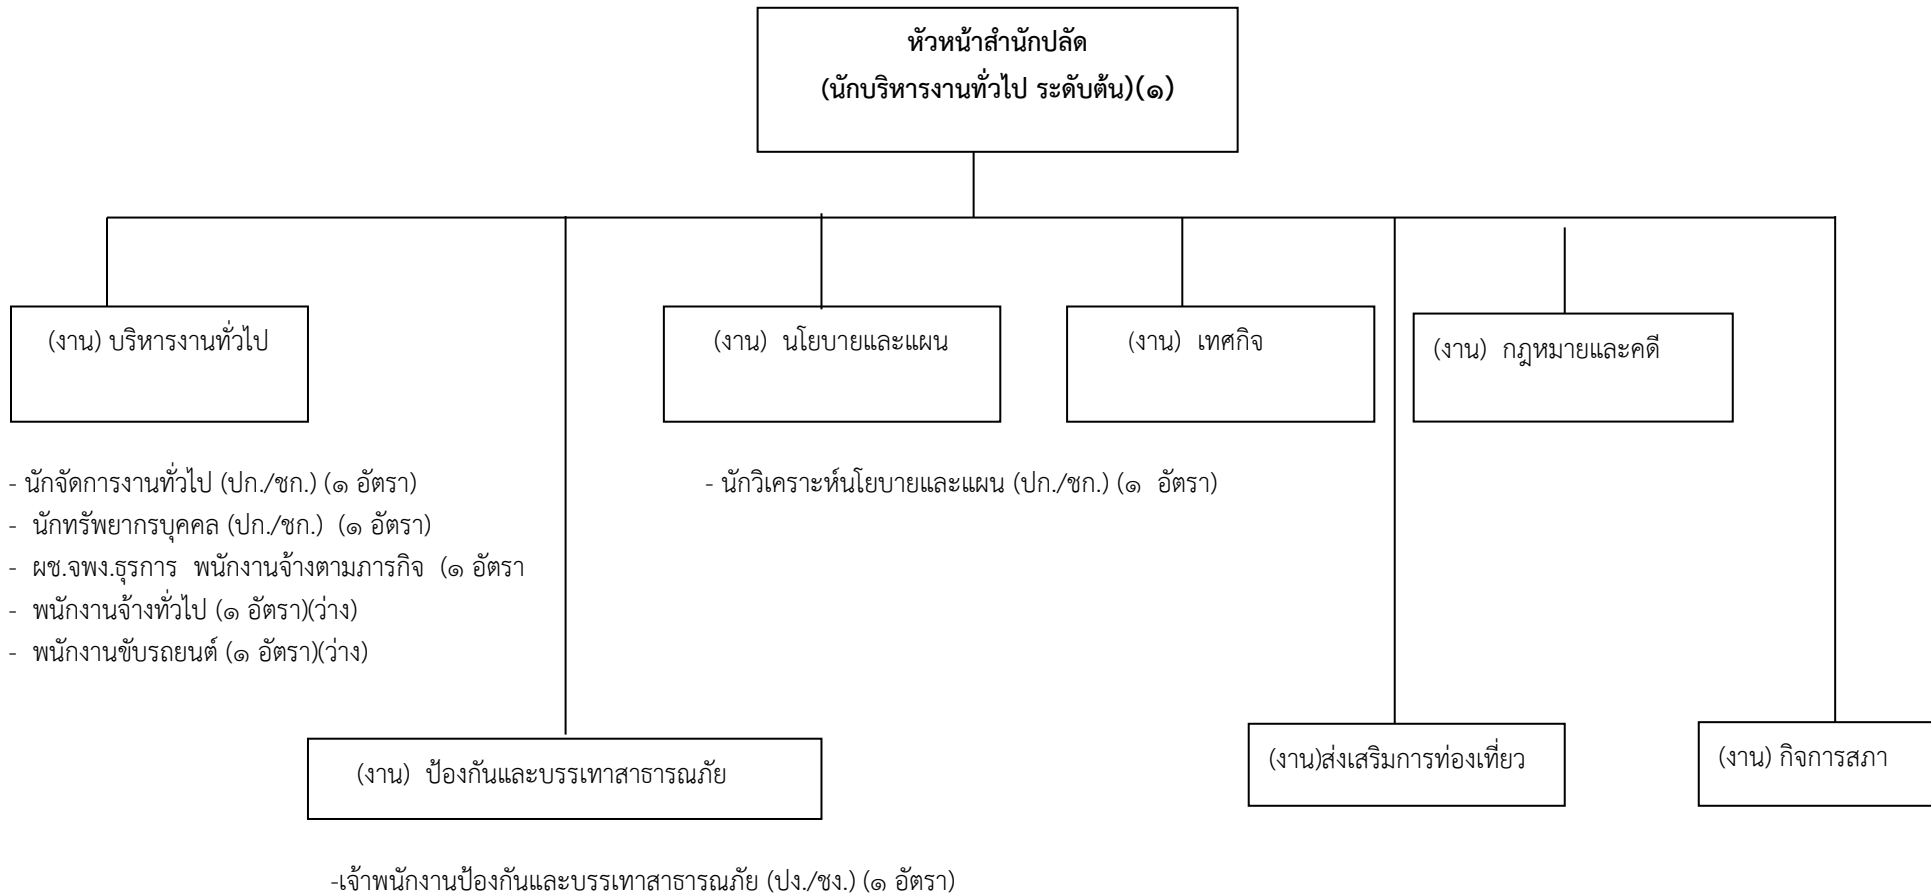 หัวหน้าสำนักปลัด
(นักบริหารงานทั่วไป ระดับต้น)(๑)
(งาน) บริหารงานทั่วไป
(งาน) นโยบายและแผน
(งาน) เทศกิจ
(งาน) กฎหมายและคดี
- นักจัดการงานทั่วไป (ปก./ชก.) (๑ อัตรา)
- นักทรัพยากรบุคคล (ปก./ชก.) (๑ อัตรา)
- ผช.จพง.ธุรการ พนักงานจ้างตามภารกิจ (๑ อัตรา
- พนักงานจ้างทั่วไป (๑ อัตรา)(ว่าง)
- พนักงานขับรถยนต์ (๑ อัตรา)(ว่าง)
- นักวิเคราะห์นโยบายและแผน (ปก./ชก.) (๑ อัตรา)
(งาน) ป้องกันและบรรเทาสาธารณภัย
(งาน)ส่งเสริมการท่องเที่ยว
(งาน) กิจการสภา
-เจ้าพนักงานป้องกันและบรรเทาสาธารณภัย (ปง./ชง.) (๑ อัตรา)